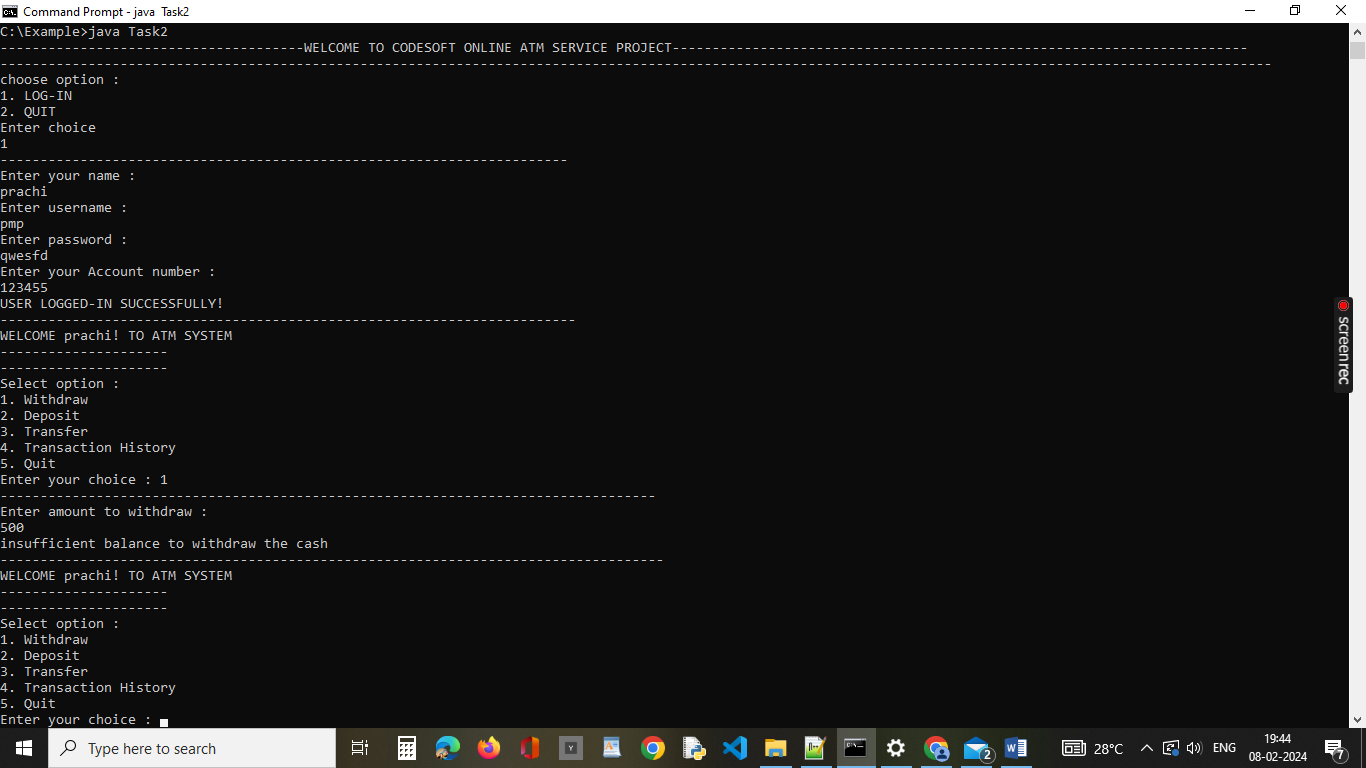 Command Prompt - java Task2
C:\Example>java Task2
--------------------------------------WELCOME TO CODESOFT ONLINE ATM SERVICE PROJECT------------------------------------------------------------------------
---------------------------------------------------------------------------------------------------------------------------------------------------------------
choose option :
1. LOG-IN
2. QUIT
Enter choice
1
-----------------------------------------------------------------------
Enter your name :
prachi
Enter username :
pmp
Enter password :
qwesfd
Enter your Account number :
123455
USER LOGGED-IN SUCCESSFULLY!
------------------------------------------------------------------------
WELCOME prachi! TO ATM SYSTEM
---------------------
---------------------
Select option :
1. Withdraw
2. Deposit
3. Transfer
4. Transaction History
5. Quit
Enter your choice : 1
----------------------------------------------------------------------------------
Enter amount to withdraw :
500
insufficient balance to withdraw the cash
-----------------------------------------------------------------------------------
WELCOME prachi! TO ATM SYSTEM
---------------------
---------------------
Select option :
1. Withdraw
2. Deposit
3. Transfer
4. Transaction History
5. Quit
Enter your choice :
screenrec
Type here to search
Y
2
28°C
ENG
19:44
08-02-2024
7